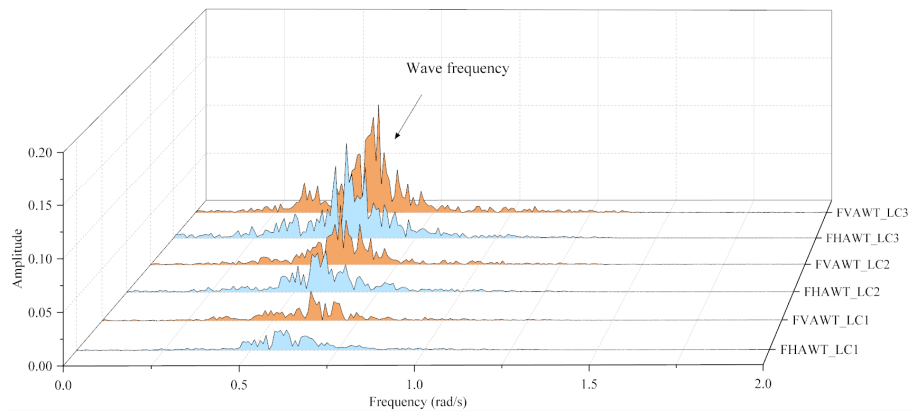 Wave frequency
0.20
0.15
0.10
0.05
0.00
Amplitude
FVAWT_LC3
FHAWT_LC3
FVAWT_LC2
FHAWT_LC2
FVAWT_LC1
FHAWT_LC1
0.0 0.5 1.0 1.5 2.0
Frequency (rad/s)